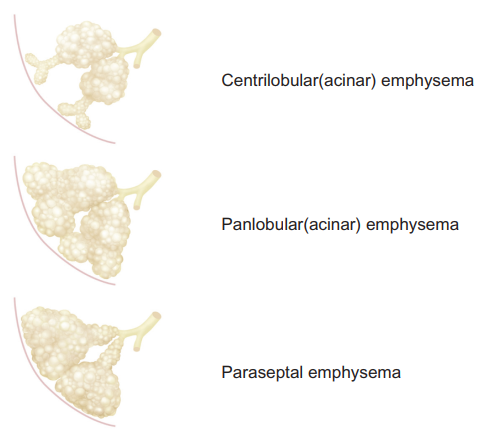 Centrilobular(acinar) emphysema
Panlobular(acinar) emphysema
Paraseptal emphysema